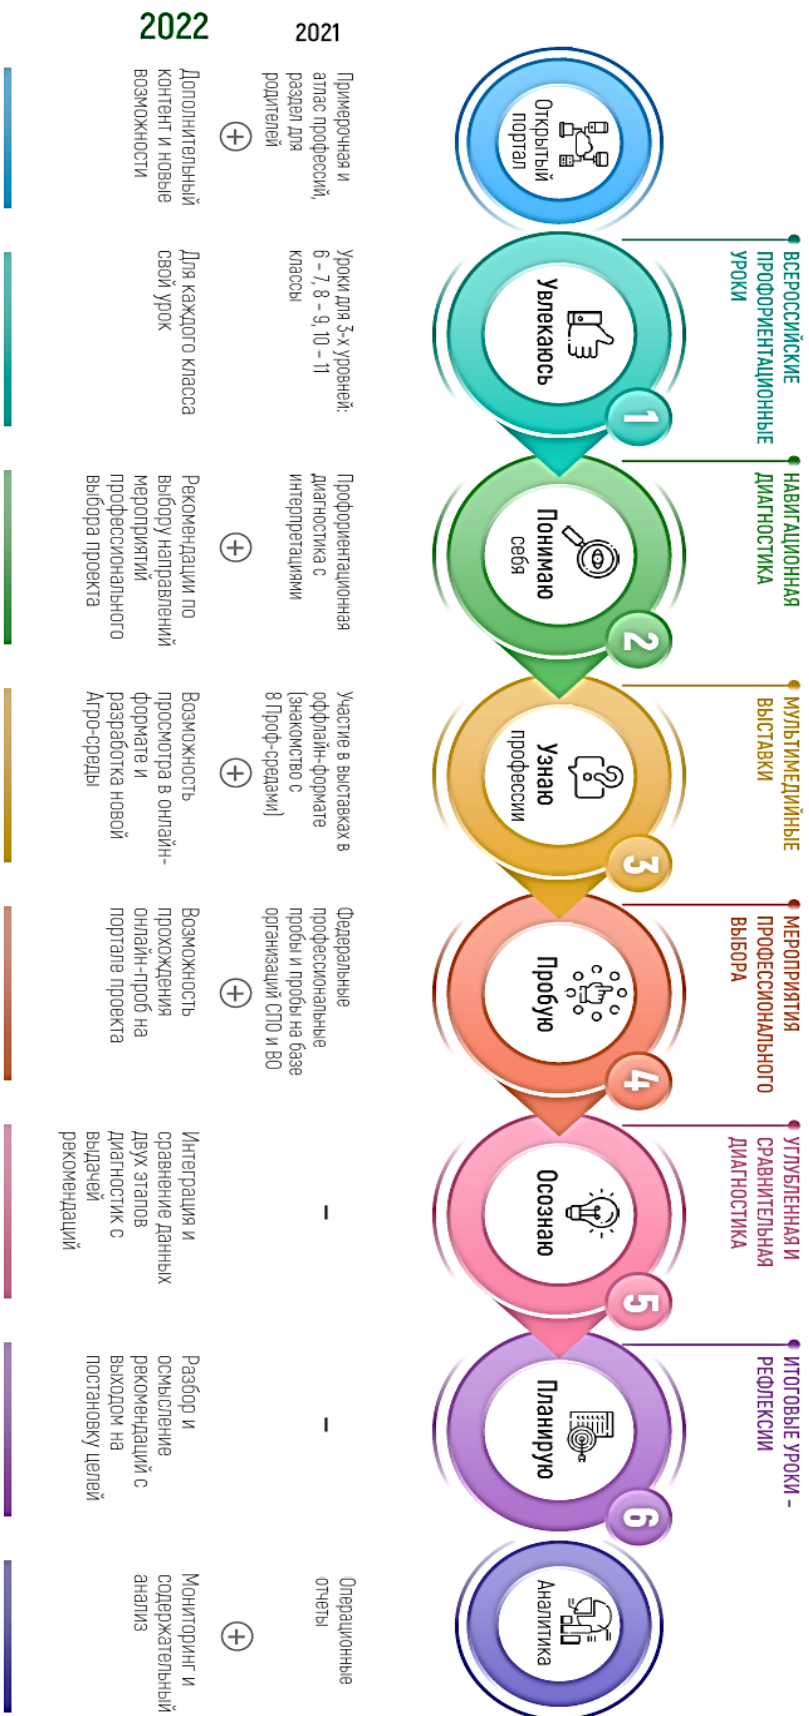 ВСЕРОССИЙСКИЕ
ПРОФОРИЕНТАЦИОННЫЕ
УРОКИ
НАВИГАЦИОННАЯ
ДИАГНОСТИКА
МУЛЬТИМЕДИЙНЫЕ
ВЫСТАВКИ
МЕРОПРИЯТИЯ
ПРОФЕССИОНАЛЬНОГО
ВЫБОРА
УГЛУБЛЕННАЯ И
СРАВНИТЕЛЬНАЯ
ДИАГНОСТИКА
ИТОГОВЫЕ УРОКИ –
РЕФЛЕКСИИ
Открытый
портал
Увлекаюсь
1
Понимаю
себя
2
Узнаю
профессии
3
Пробую
4
Осознаю
5
Планирую
6
Аналитика
2021
Примерочная и
атлас профессий,
раздел для
родителей
Уроки для 3-х уровней:
6 – 7, 8 – 9, 10 – 11
классы
Профориентационная
диагностика с
интерпретациями
Участие в выставках в
оффлайн-формате
(знакомство с
8 Проф-средами)
Федеральные
профессиональные
пробы и пробы на базе
организаций СПО и ВО
–
–
Операционные
отчеты
+
+
+
+
+
2022
Дополнительный
контент и новые
возможности
Для каждого класса
свой урок
Рекомендации по
выбору направлений
мероприятий
профессионального
выбора проекта
Возможность
просмотра в онлайн-
формате и
разработка новой
Агро-среды
Возможность
прохождения
онлайн-проб на
портале проекта
Интеграция и
сравнение данных
двух этапов
диагностик с
выдачей
рекомендаций
Разбор и
осмысление
рекомендаций с
выходом на
постановку целей
Мониторинг и
содержательный
анализ